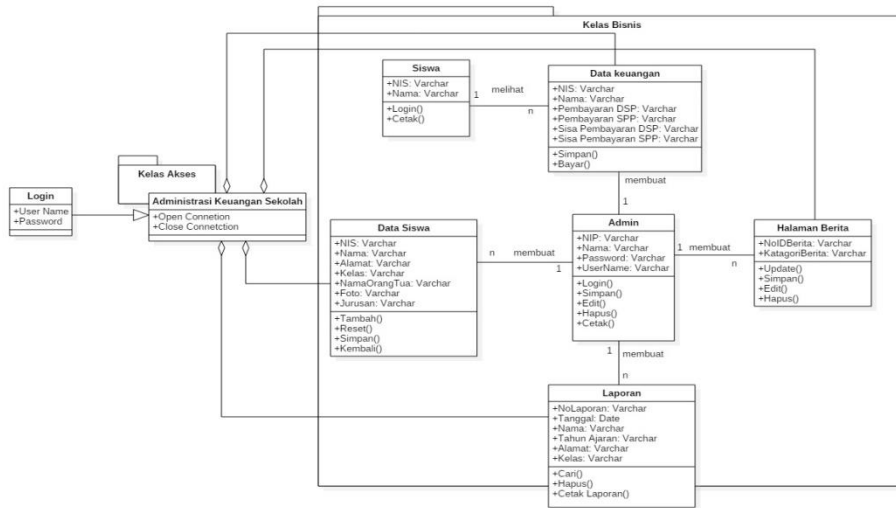 Kelas Bisnis
Siswa
+NIS: Varchar
+Nama: Varchar
+Login()
+Cetak()
1
melihat
n
Data keuangan
+NIS: Varchar
+Nama: Varchar
+Pembayaran DSP: Varchar
+Pembayaran SPP: Varchar
+Sisa Pembayaran DSP: Varchar
+Sisa Pembayaran SPP: Varchar
+Simpan()
+Bayar()
Kelas Akses
Login
+User Name
+Password
Administrasi Keuangan Sekolah
+Open Connetion
+Close Connetction
membuat
1
Data Siswa
+NIS: Varchar
+Nama: Varchar
+Alamat: Varchar
+Kelas: Varchar
+NamaOrangTua: Varchar
+Foto: Varchar
+Jurusan: Varchar
+Tambah()
+Reset()
+Simpan()
+Kembali()
n
membuat
1
Admin
+NIP: Varchar
+Nama: Varchar
+Password: Varchar
+UserName: Varchar
+Login()
+Simpan()
+Edit()
+Hapus()
+Cetak()
1
membuat
n
Halaman Berita
+NoIDBerita: Varchar
+KatagoriBerita: Varchar
+Update()
+Simpan()
+Edit()
+Hapus()
1
membuat
n
Laporan
+NoLaporan: Varchar
+Tanggal: Date
+Nama: Varchar
+Tahun Ajaran: Varchar
+Alamat: Varchar
+Kelas: Varchar
+Cari()
+Hapus()
+Cetak Laporan()